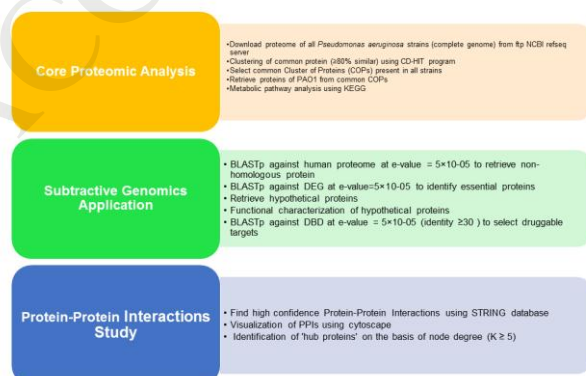 Core Proteomic Analysis
•Download proteome of all Pseudomonas aeruginosa strains (complete genome) from ftp NCBI refseq
server
•Clustering of common protein (≥80% similar) using CD-HIT program
•Select common Cluster of Proteins (COPs) present in all strains
•Retrieve proteins of PAO1 from common COPs
•Metabolic pathway analysis using KEGG
Subtractive Genomics
Application
• BLASTp against human proteome at e-value = 5×10-05 to retrieve non-
homologous protein
• BLASTp against DEG at e-value=5×10-05 to identify essential proteins
• Retrieve hypothetical proteins
• Functional characterization of hypothetical proteins
• BLASTp against DBD at e-value = 5×10-05 (identity ≥30 ) to select druggable
targets
Protein-Protein Interactions
Study
• Find high confidence Protein-Protein Interactions using STRING database
• Visualization of PPIs using cytoscape
• Identification of 'hub proteins' on the basis of node degree (K ≥ 5)